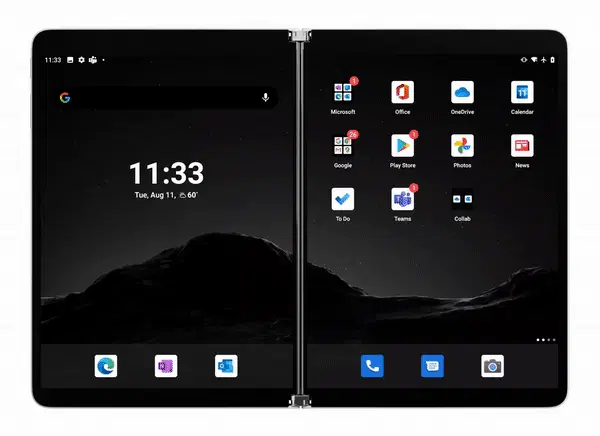 11:33
11:33
Tue, Aug 11, 60°
1
Microsoft
Office
OneDrive
Calendar
26
Google
1
Play Store
Photos
News
To Do
1
Teams
Collab